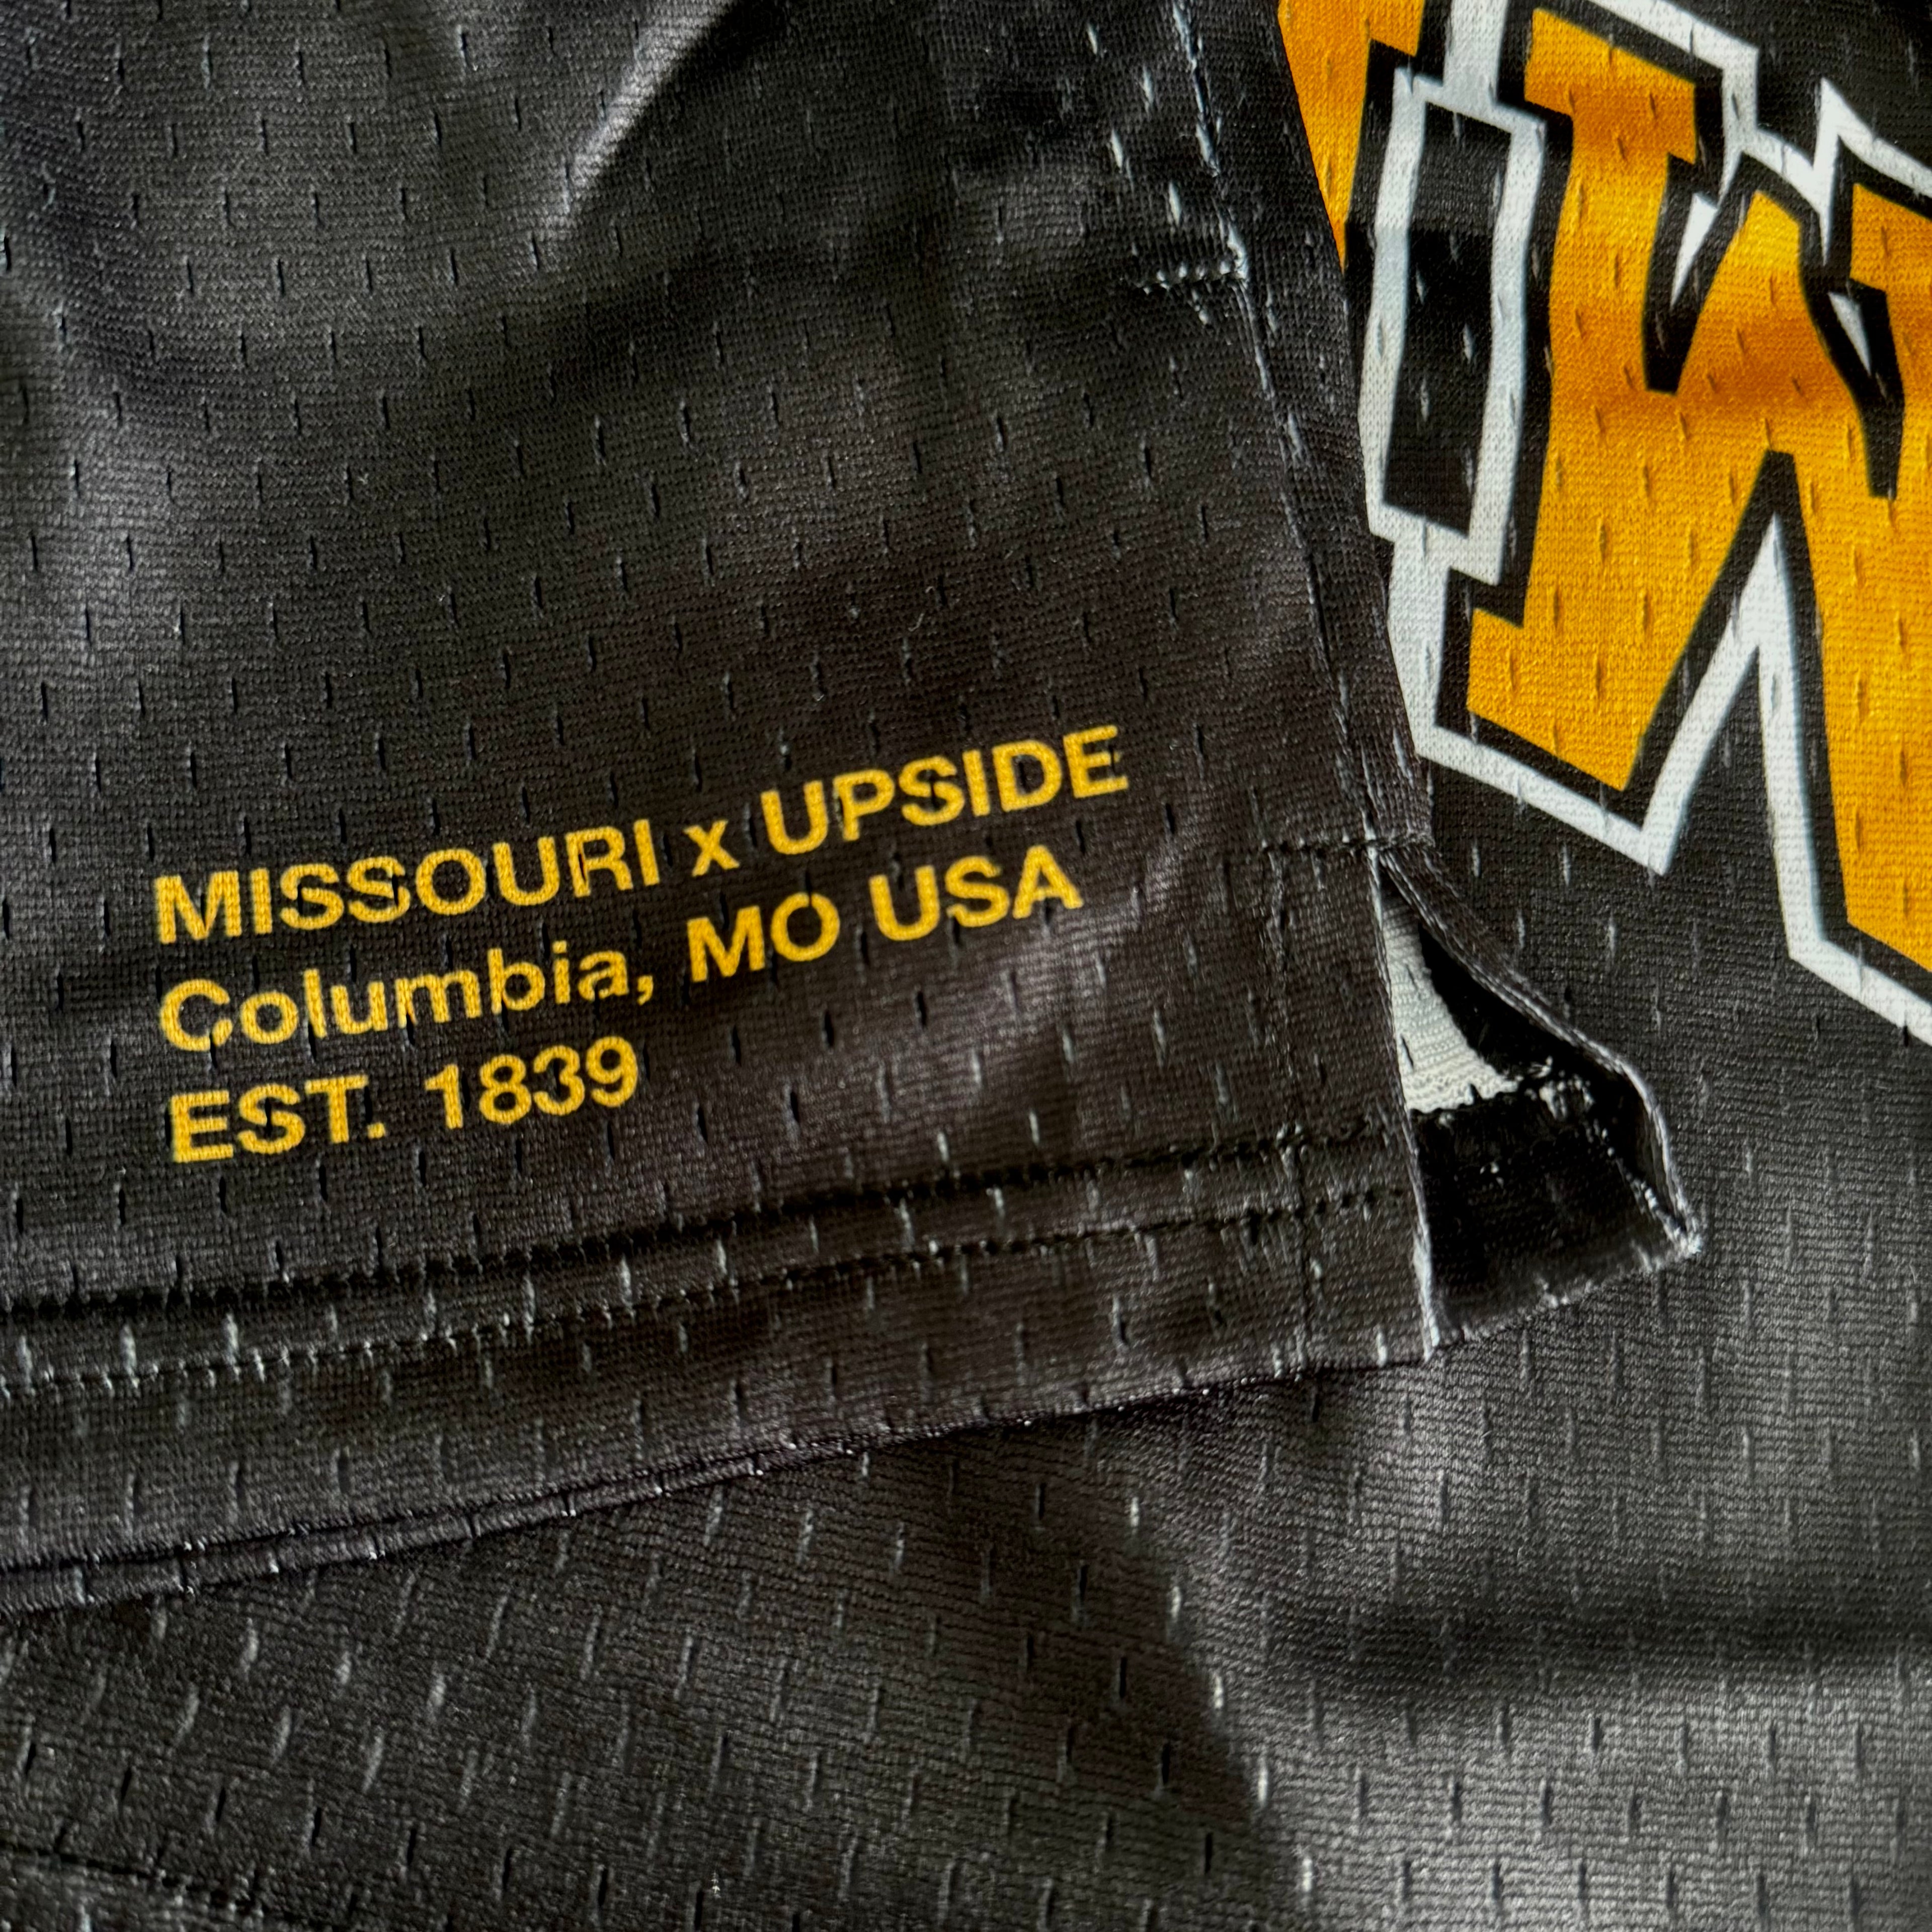 MISSOURI x UPSIDE
Columbia, MO USA
EST. 1839